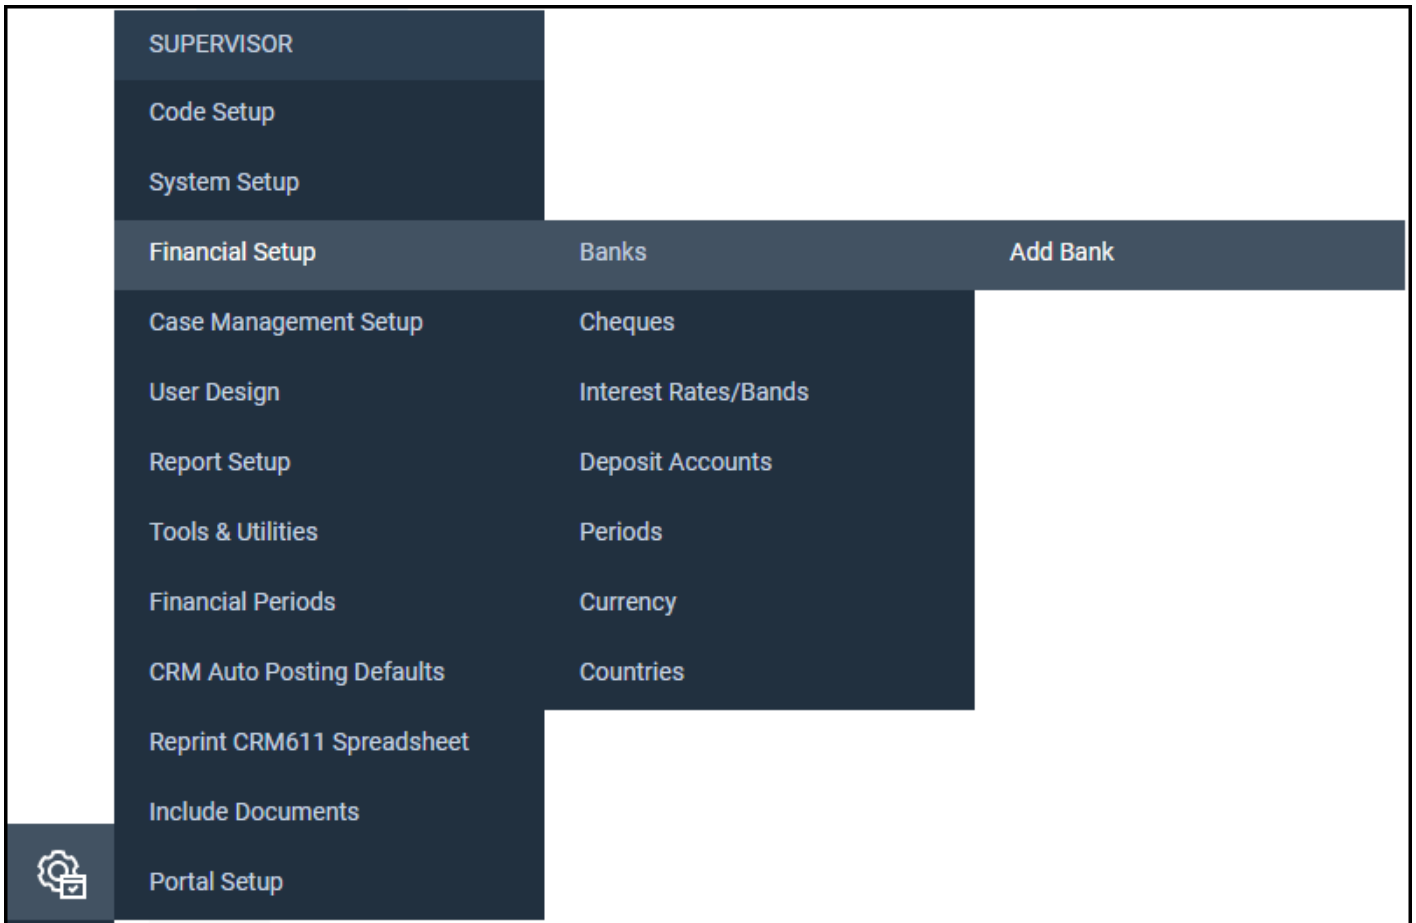 SUPERVISOR
Code Setup
System Setup
Financial Setup
Banks
Add Bank
Case Management Setup
Cheques
User Design
Interest Rates/Bands
Report Setup
Deposit Accounts
Tools & Utilities
Periods
Financial Periods
Currency
CRM Auto Posting Defaults
Countries
Reprint CRM611 Spreadsheet
Include Documents
Portal Setup